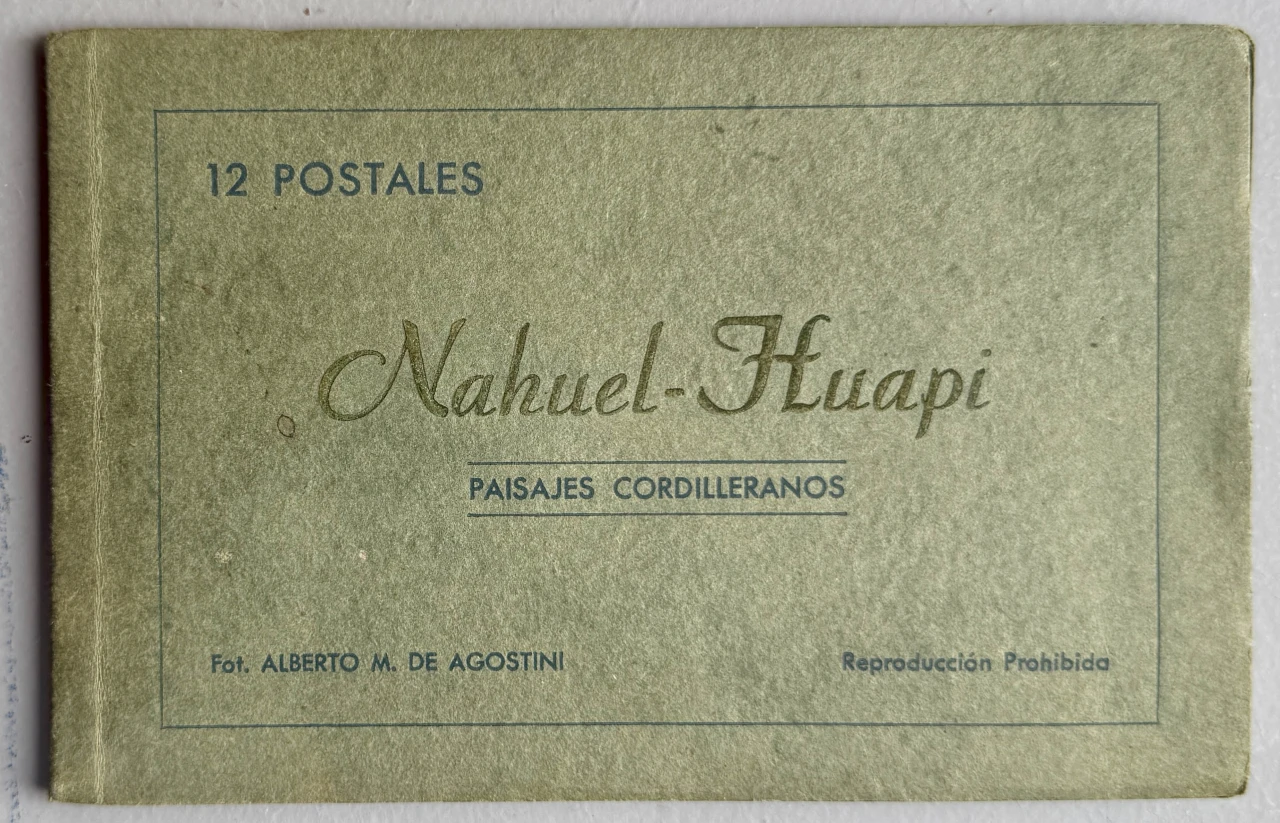 12 POSTALES
Nahuel-Huapi
PAISAJES CORDILLERANOS
Fot. ALBERTO M. DE AGOSTINI
Reproducción Prohibida